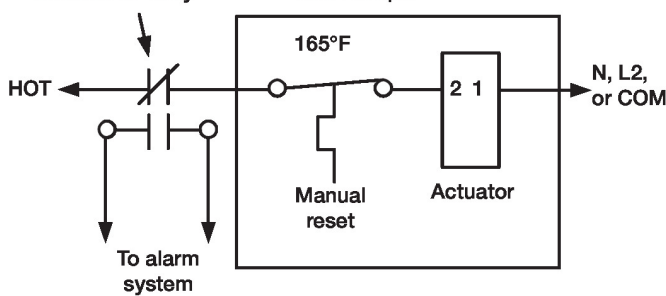 165°F
HOT
2 1
N, L2,
or COM
Manual
reset
Actuator
To alarm
system